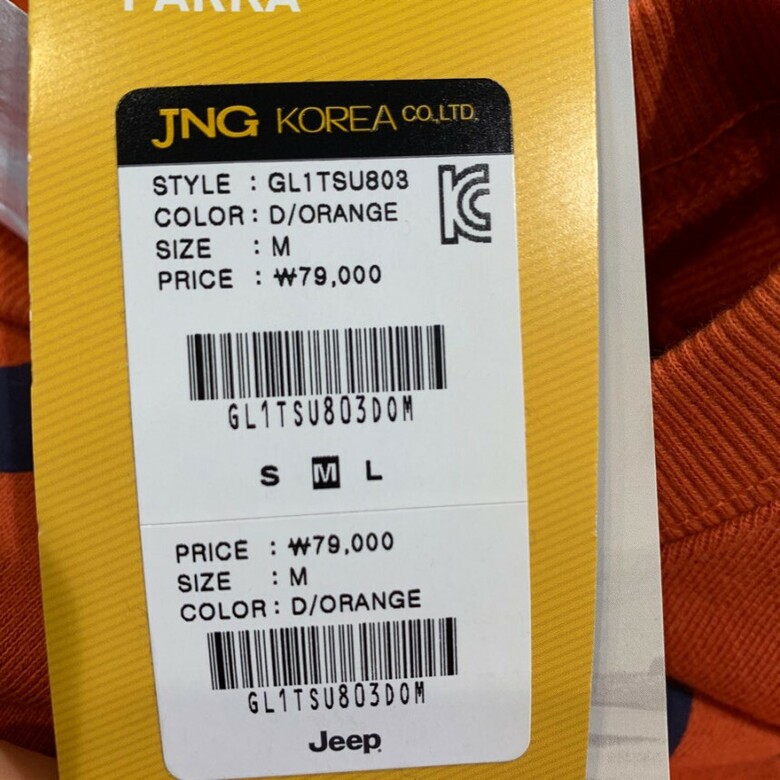 PARKA
JNG KOREA CO.,LTD.
STYLE : GL1TSU803
COLOR : D/ORANGE
SIZE : M
PRICE : ₩79,000
GL1TSU803DOM
S M L
PRICE : ₩79,000
SIZE : M
COLOR : D/ORANGE
GL1TSU803DOM
Jeep